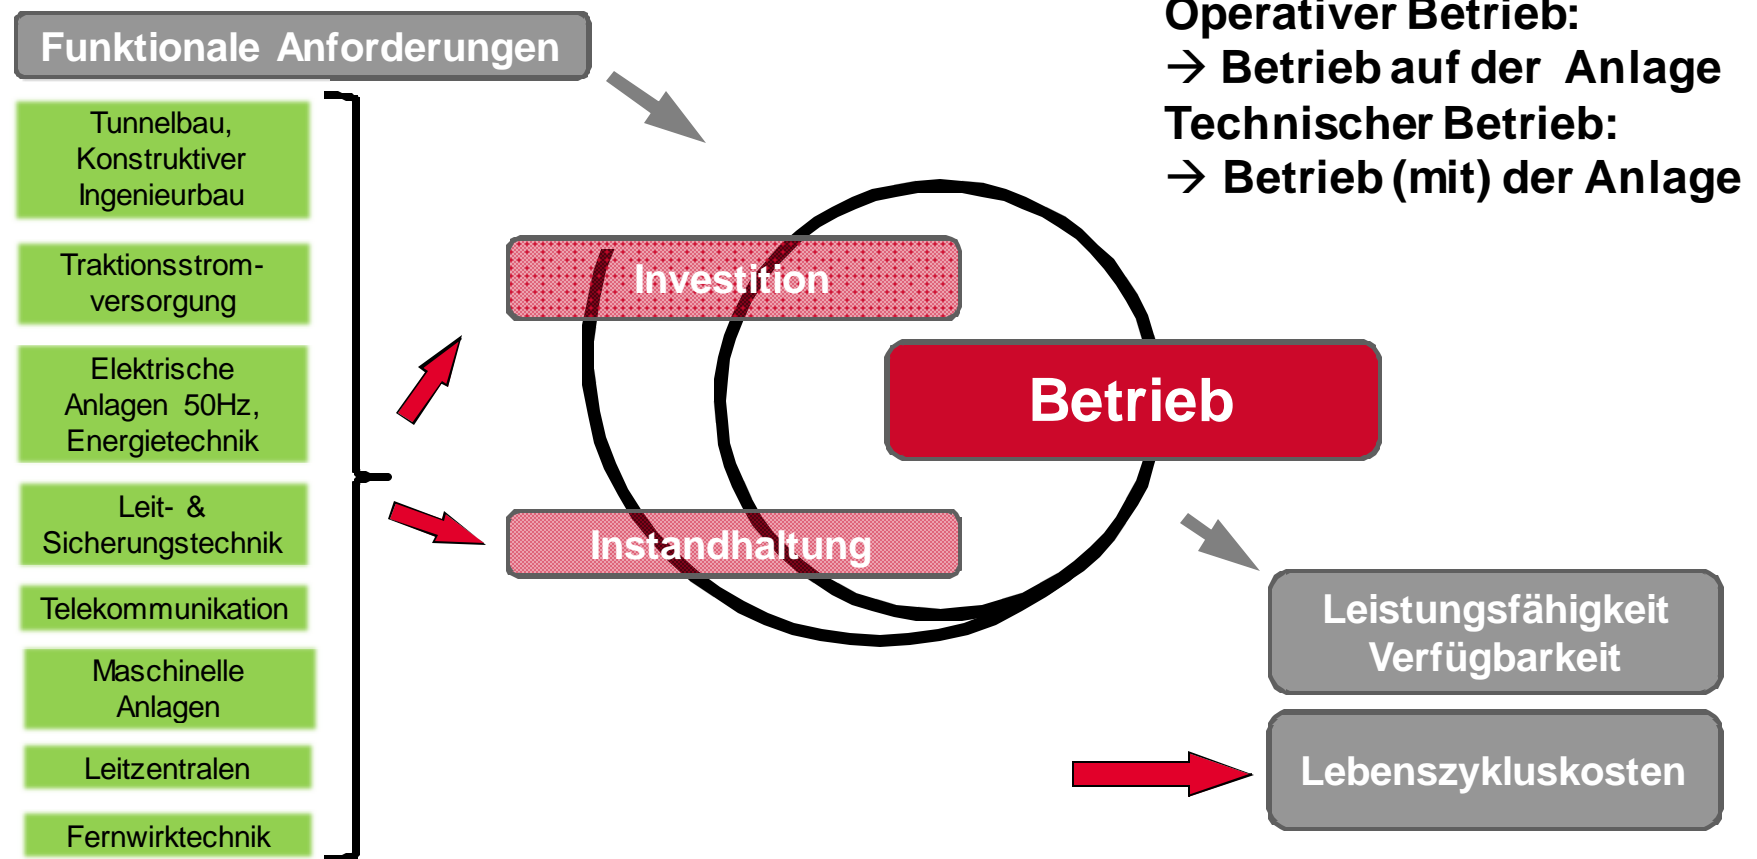 Funktionale Anforderungen
Tunnelbau,
Konstruktiver
Ingenieurbau
Traktionsstrom-
versorgung
Elektrische
Anlagen 50Hz,
Energietechnik
Leit- &
Sicherungstechnik
Telekommunikation
Maschinelle
Anlagen
Leitzentralen
Fernwirktechnik
Investition
Instandhaltung
Betrieb
Operativer Betrieb:
→ Betrieb auf der Anlage
Technischer Betrieb:
→ Betrieb (mit) der Anlage
Leistungsfähigkeit
Verfügbarkeit
Lebenszykluskosten